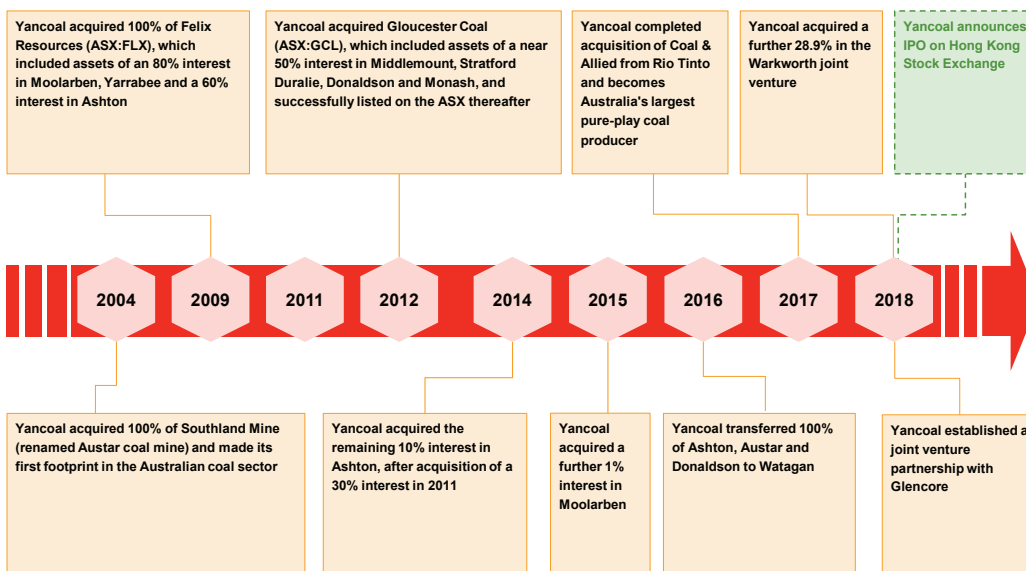 Yancoal acquired 100% of Felix
Resources (ASX:FLX), which
included assets of an 80% interest
in Moolarben, Yarrabee and a 60%
interest in Ashton
Yancoal acquired Gloucester Coal
(ASX:GCL), which included assets of a near
50% interest in Middlemount, Stratford
Duralie, Donaldson and Monash, and
successfully listed on the ASX thereafter
Yancoal completed
acquisition of Coal &
Allied from Rio Tinto
and becomes
Australia's largest
pure-play coal
producer
Yancoal acquired a
further 28.9% in the
Warkworth joint
venture
Yancoal announces
IPO on Hong Kong
Stock Exchange
2004
2009
2011
2012
2014
2015
2016
2017
2018
Yancoal acquired 100% of Southland Mine
(renamed Austar coal mine) and made its
first footprint in the Australian coal sector
Yancoal acquired the
remaining 10% interest in
Ashton, after acquisition of a
30% interest in 2011
Yancoal
acquired a
further 1%
interest in
Moolarben
Yancoal transferred 100%
of Ashton, Austar and
Donaldson to Watagan
Yancoal established a
joint venture
partnership with
Glencore